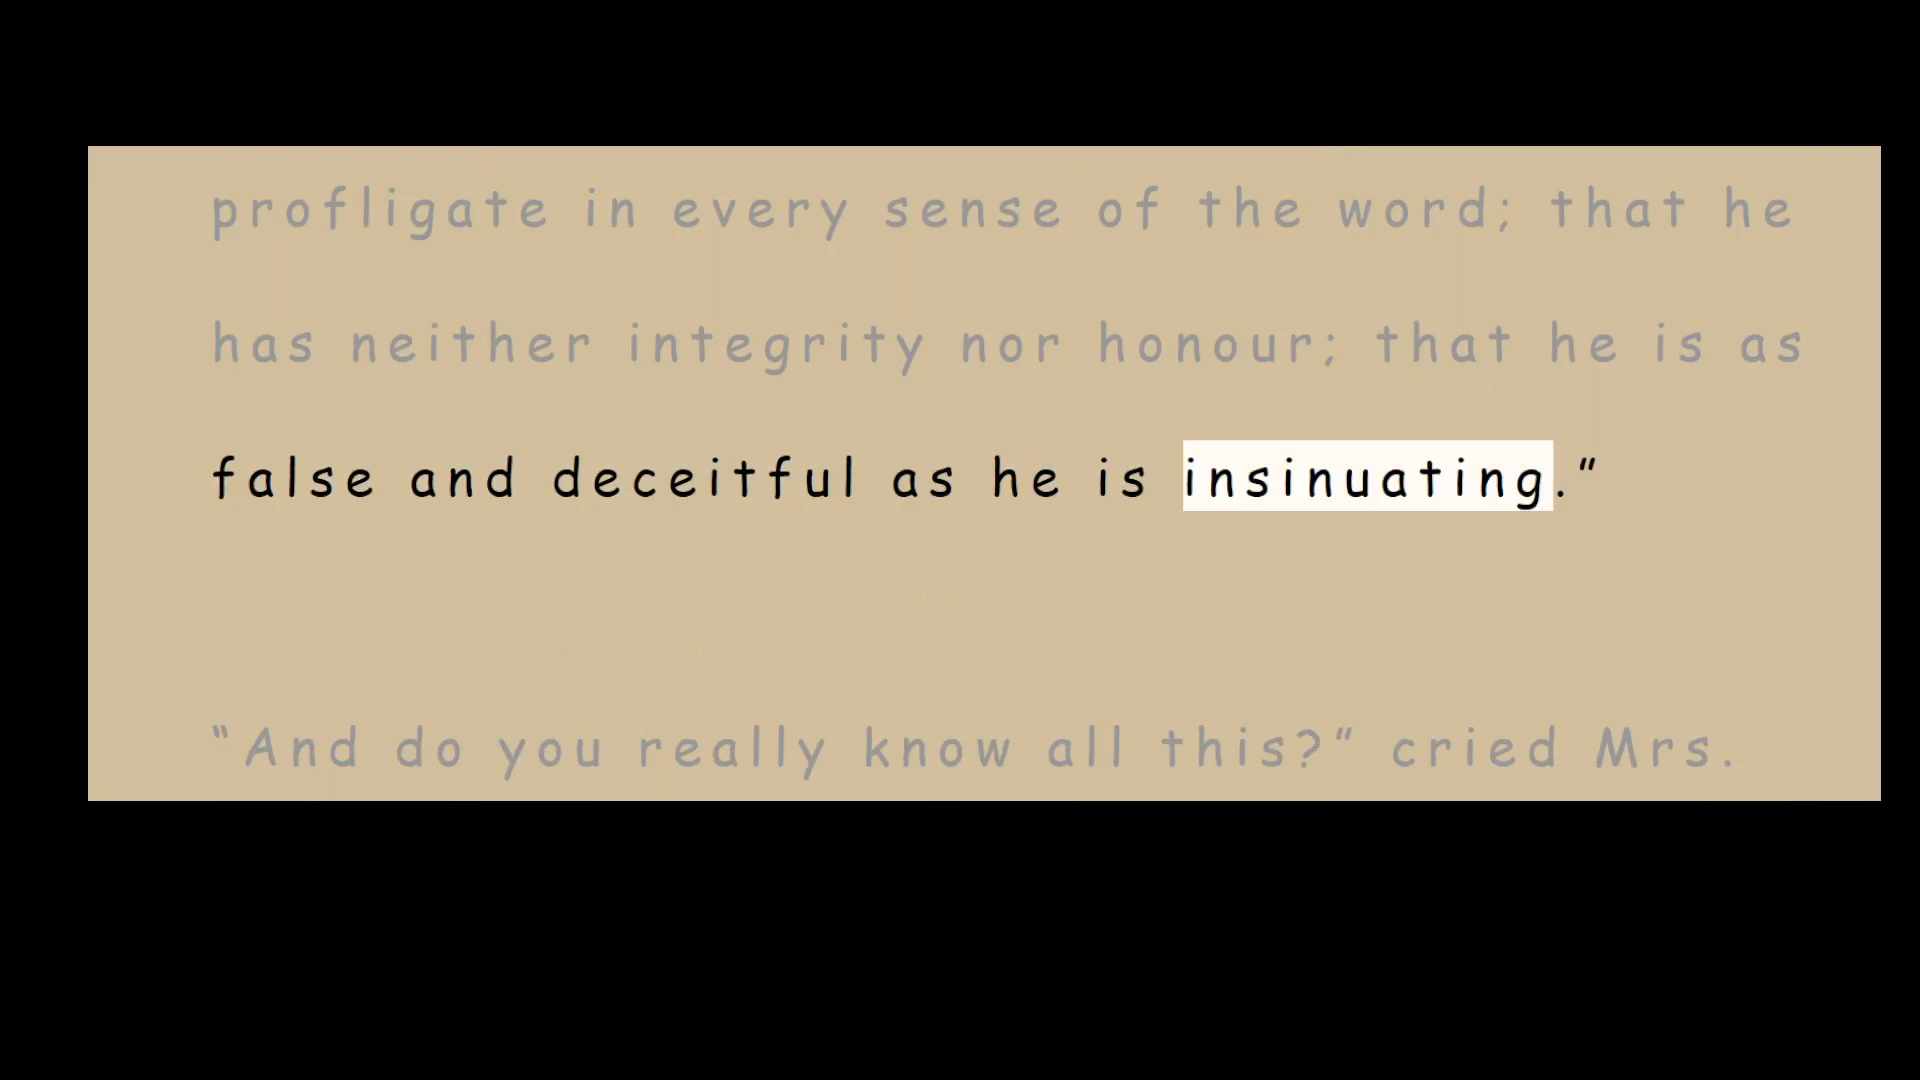 profligate in every sense of the word; that he
has neither integrity nor honour; that he is as
false and deceitful as he is insinuating.”
“And do you really know all this?” cried Mrs.